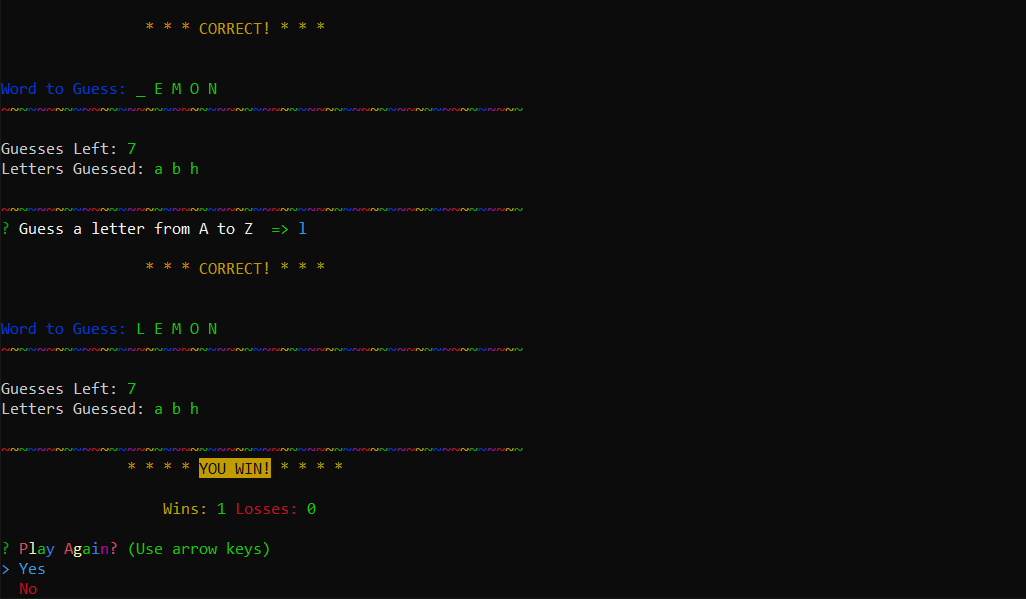 * * * CORRECT! * * *
Word to Guess: _ E M O N
~~~~~~~~~~~~~~~~~~~~~~~~~~~~~~~~~~~~~~~~~~~~~~~~~~~~~~~~~~
Guesses Left: 7
Letters Guessed: a b h
~~~~~~~~~~~~~~~~~~~~~~~~~~~~~~~~~~~~~~~~~~~~~~~~~~~~~~~~~~
? Guess a letter from A to Z  => l
* * * CORRECT! * * *
Word to Guess: L E M O N
~~~~~~~~~~~~~~~~~~~~~~~~~~~~~~~~~~~~~~~~~~~~~~~~~~~~~~~~~~
Guesses Left: 7
Letters Guessed: a b h
~~~~~~~~~~~~~~~~~~~~~~~~~~~~~~~~~~~~~~~~~~~~~~~~~~~~~~~~~~
* * * * YOU WIN! * * * *
Wins: 1 Losses: 0
? Play Again? (Use arrow keys)
> Yes
No